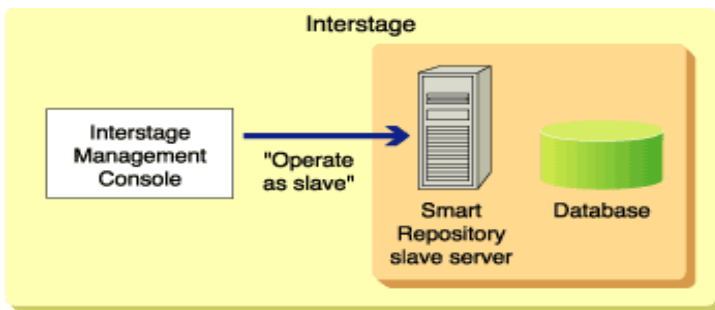 Interstage
Interstage
Management
Console
"Operate
as slave"
Smart
Repository
slave server
Database